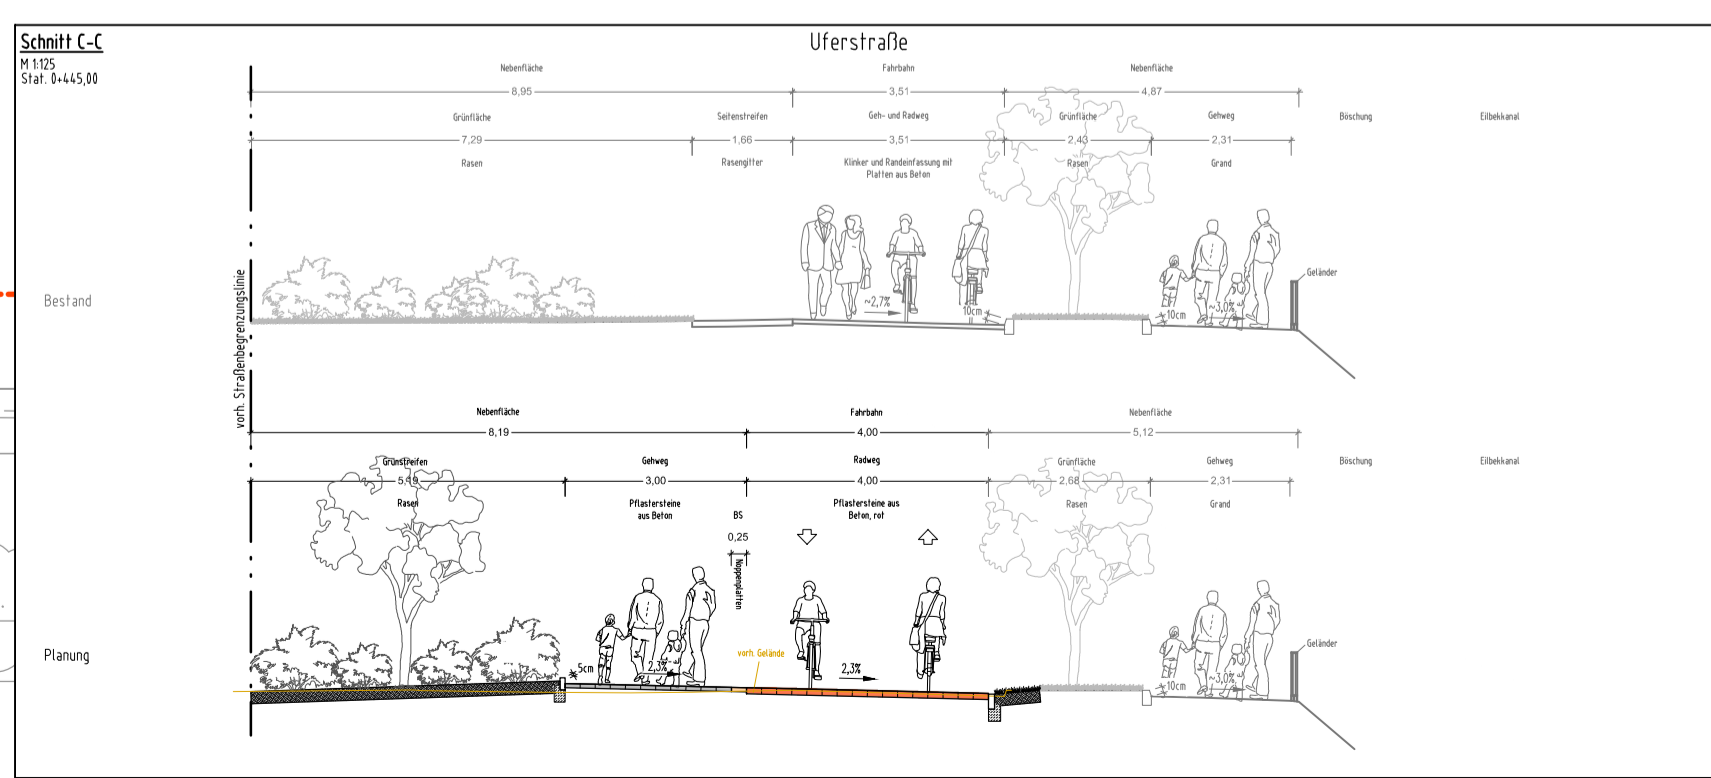 Schnitt C-C
M 1:125
Stat. 0+445,00
Uferstraße
Nebenfläche Fahrbahn Nebenfläche
8,95 3,51 4,87
Grünfläche Seitenstreifen Geh- und Radweg Grünfläche Gehweg Böschung Eilbekkanal
7,29 1,66 3,51 2,43 2,31
Rasen Rasengitter Klinker und Randeinfassung mit Rasen Grand
Platten aus Beton
vorh. Straßenbegrenzungslinie
Geländer
Bestand
~2,7% 10cm 10cm ~3,0%
Nebenfläche Fahrbahn Nebenfläche
8,19 4,00 5,12
Grünstreifen Gehweg Radweg Grünfläche Gehweg Böschung Eilbekkanal
5,19 3,00 4,00 2,68 2,31
Rasen Pflastersteine Pflastersteine aus Rasen Grand
aus Beton BS Beton, rot
0,25
Noppenplatten
Geländer
Planung
vorh. Gelände
5cm 2,3% 2,3% 10cm ~3,0%